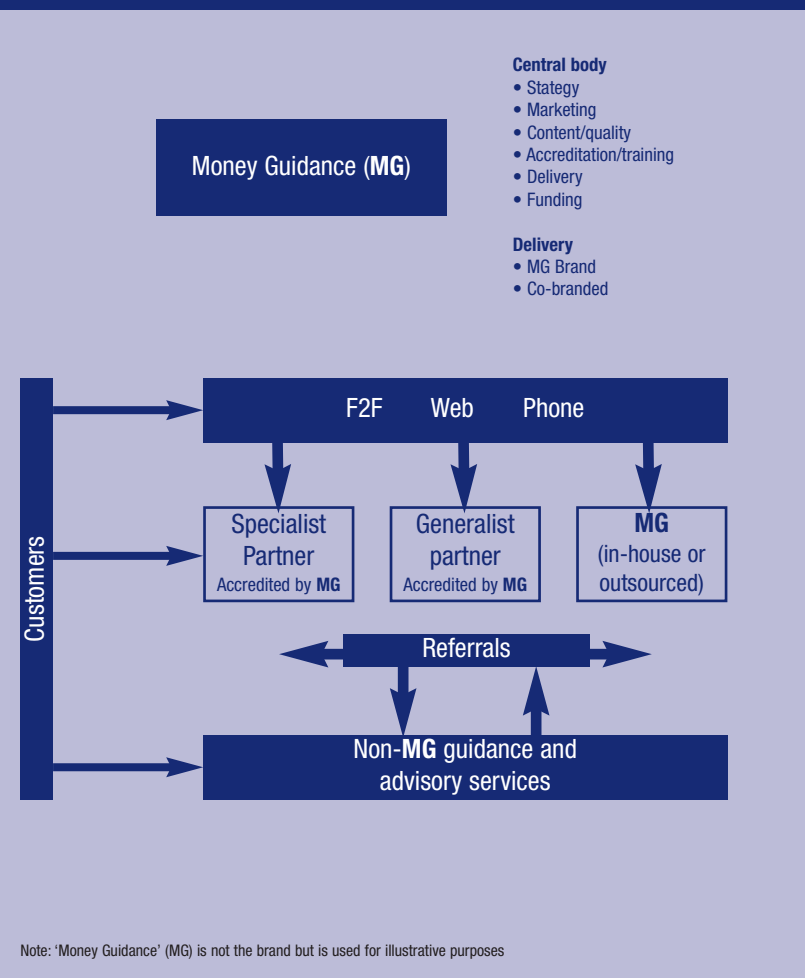 Money Guidance (MG)
Central body
• Stategy
• Marketing
• Content/quality
• Accreditation/training
• Delivery
• Funding
Delivery
• MG Brand
• Co-branded
Customers
F2F Web Phone
Specialist
Partner
Accredited by MG
Generalist
partner
Accredited by MG
MG
(in-house or
outsourced)
Referrals
Non-MG guidance and
advisory services
Note: ‘Money Guidance’ (MG) is not the brand but is used for illustrative purposes